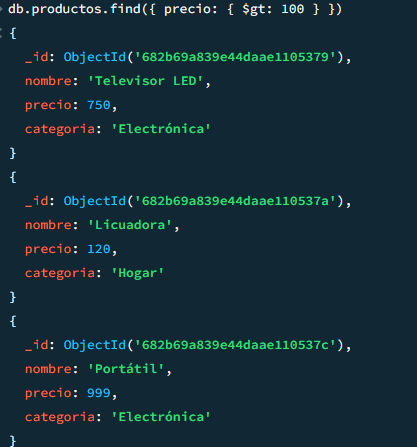 db.productos.find({ precio: { $gt: 100 } })
{
_id: ObjectId('682b69a839e44daae1105379'),
nombre: 'Televisor LED',
precio: 750,
categoria: 'Electrónica'
}
{
_id: ObjectId('682b69a839e44daae110537a'),
nombre: 'Licuadora',
precio: 120,
categoria: 'Hogar'
}
{
_id: ObjectId('682b69a839e44daae110537c'),
nombre: 'Portátil',
precio: 999,
categoria: 'Electrónica'
}